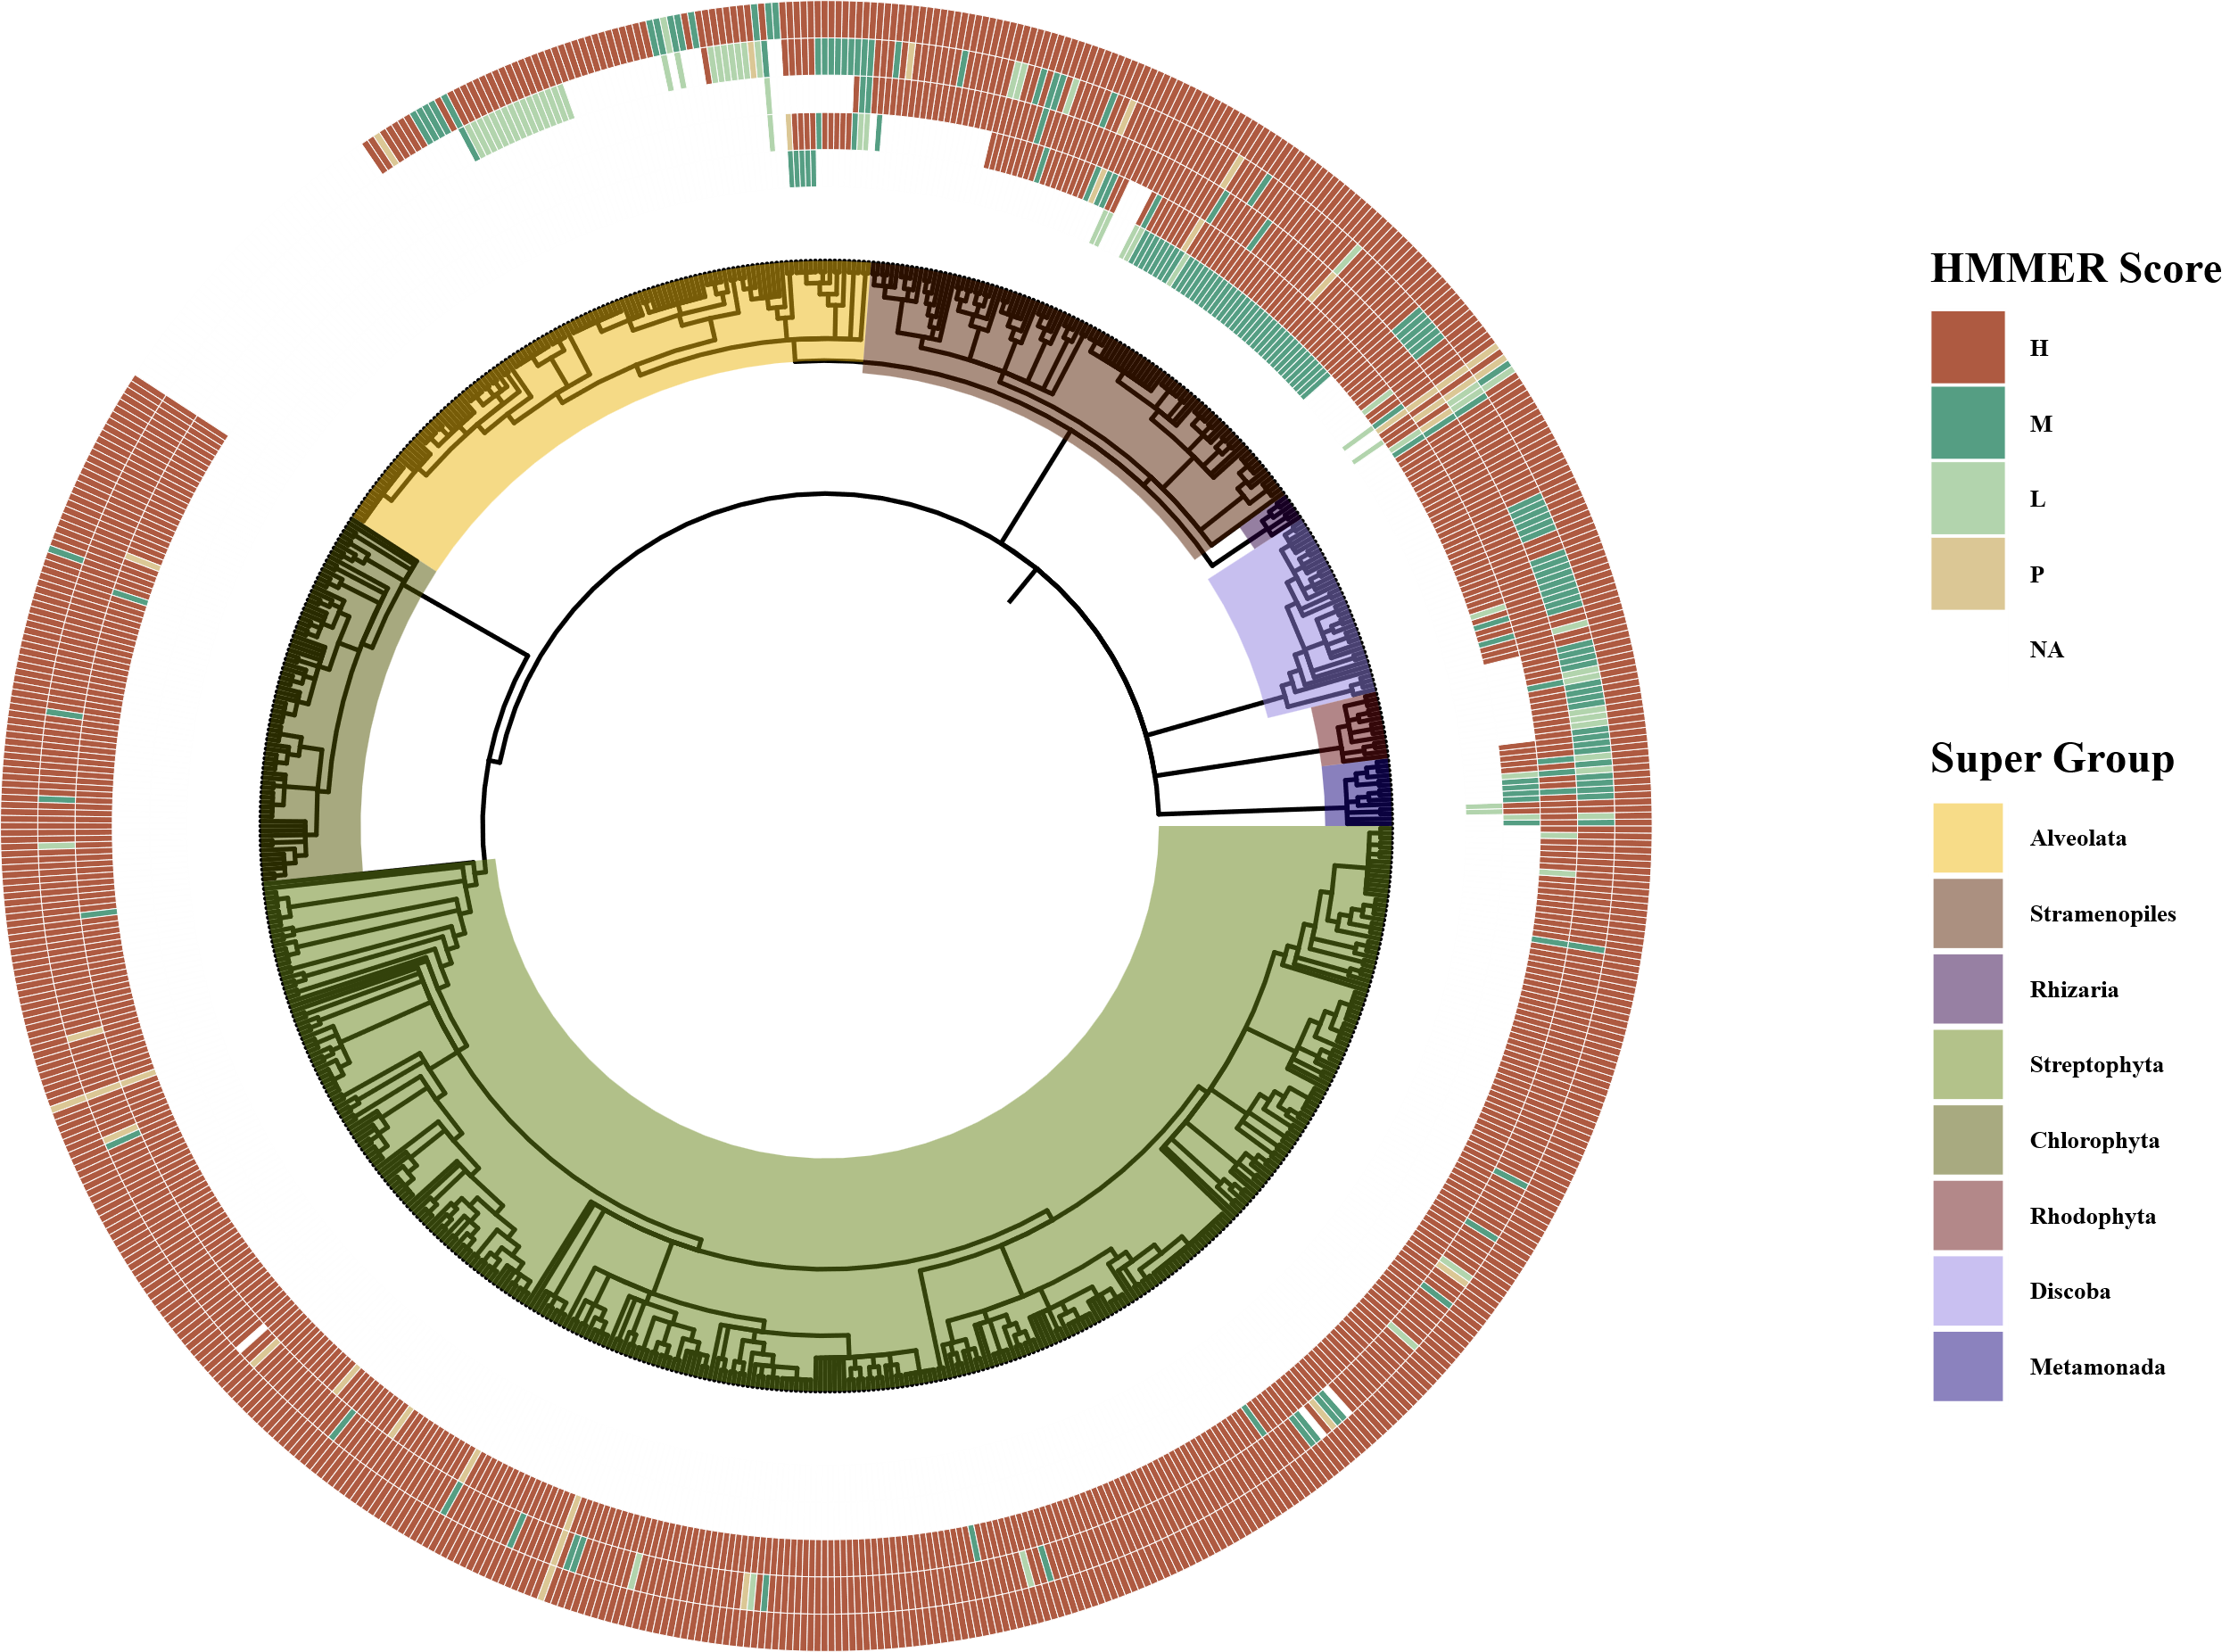 HMMER Score
H
M
L
P
NA
Super Group
Alveolata
Stramenopiles
Rhizaria
Streptophyta
Chlorophyta
Rhodophyta
Discoba
Metamonada